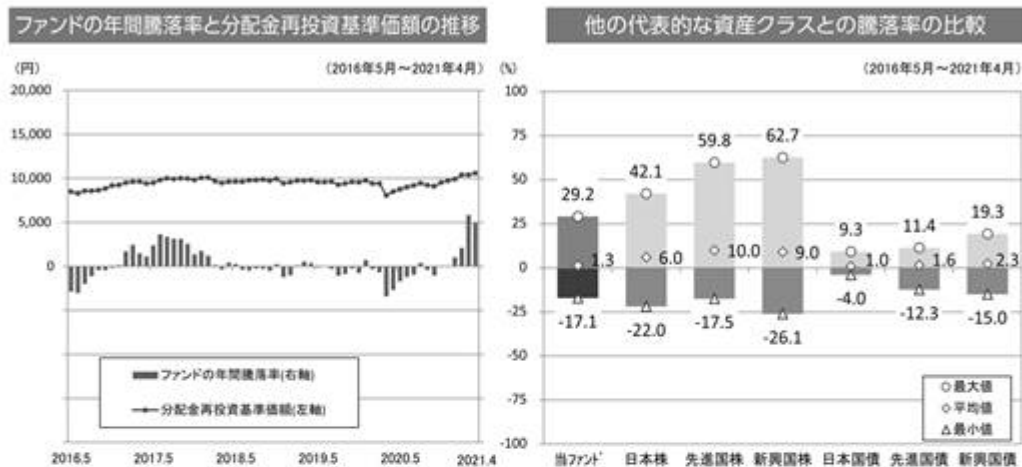 ファンドの年間騰落率と分配金再投資基準価額の推移
(円)
(2016年5月～2021年4月)
20,000
15,000
10,000
5,000
0
ファンドの年間騰落率(右軸)
分配金再投資基準価額(左軸)
2016.5 2017.5 2018.5 2019.5 2020.5 2021.4
他の代表的な資産クラスとの騰落率の比較
(%)
(2016年5月～2021年4月)
100
75
50
25
0
-25
-50
-75
-100
29.2 42.1 59.8 62.7 9.3 11.4 19.3
1.3 6.0 10.0 9.0 1.0 1.6 2.3
-17.1 -22.0 -17.5 -26.1 -4.0 -12.3 -15.0
最大値
平均値
最小値
当ファンド 日本株 先進国株 新興国株 日本国債 先進国債 新興国債